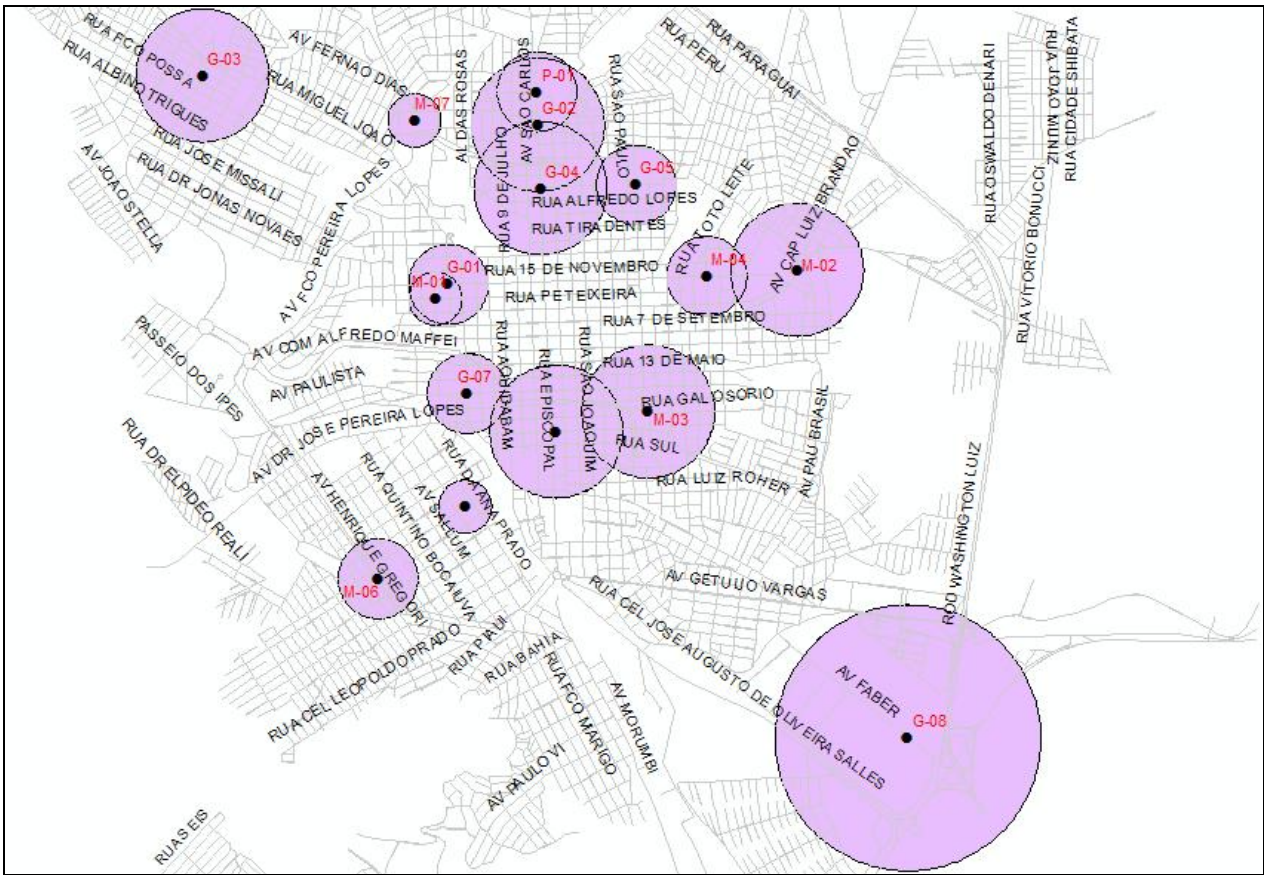 RUA FCO POSSA
RUA ALBINO TRIGUES
G-03
AV FERNAO DIAS
RUA MIGUEL JOAO
M-07
AL DAS ROSAS
AV SAO CARLOS
P-01
G-02
RUA SAO PAULO
RUA PERU
RUA PARAGUAI
RUA OSWALDO DENARI
RUA JOAO MUNIZ
RUA CIDADE SHIBATA
RUA VITORIO BONUCCI
RUA JOSE MISSALI
RUA DR JONAS NOVAES
AV JOAO STELLA
AV FCO PEREIRA LOPES
RUA 9 DE JULHO
G-04
G-05
RUA ALFREDO LOPES
RUA TIRADENTES
RUA TOTO LEITE
AV CAP LUIZ BRANDAO
M-04
M-02
G-01
M-01
RUA 15 DE NOVEMBRO
RUA PE TEIXEIRA
RUA 7 DE SETEMBRO
PASSEIO DOS IPES
AV COM ALFREDO MAFFEI
AV PAULISTA
AV DR JOSE PEREIRA LOPES
G-07
RUA AQUIDABAM
RUA EPISCOPAL
RUA SAO JOAQUIM
RUA 13 DE MAIO
RUA GAL OSORIO
M-03
RUA SUL
RUA LUIZ ROHER
AV PAU BRASIL
ROD WASHINGTON LUIZ
RUA DR ELPIDEO REALI
AV HENRIQUE GREGORI
RUA QUINTINO BOCAIUVA
AV SALLUM
RUA DA ANA PRADO
M-06
AV GETULIO VARGAS
RUA CEL JOSE AUGUSTO DE OLIVEIRA SALLES
AV FABER
G-08
RUA CEL LEOPOLDO PRADO
RUA PIAUI
RUA BAHIA
RUA FCO MARIGO
AV MORUMBI
AV PAULO VI
RUA SEIS